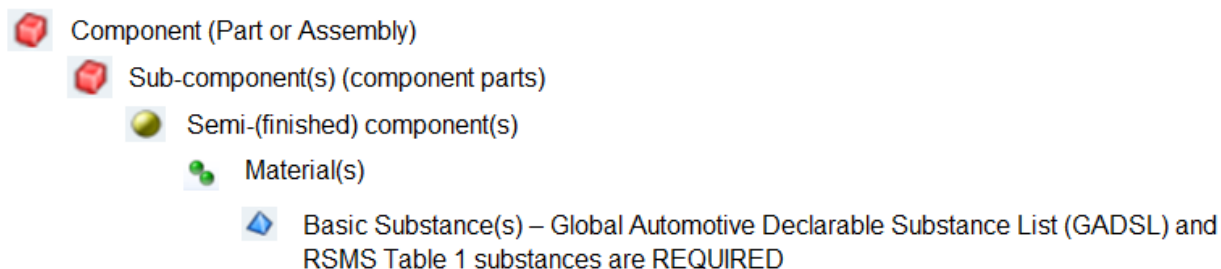 Component (Part or Assembly)
Sub-component(s) (component parts)
Semi-(finished) component(s)
Material(s)
Basic Substance(s) – Global Automotive Declarable Substance List (GADSL) and
RSMS Table 1 substances are REQUIRED